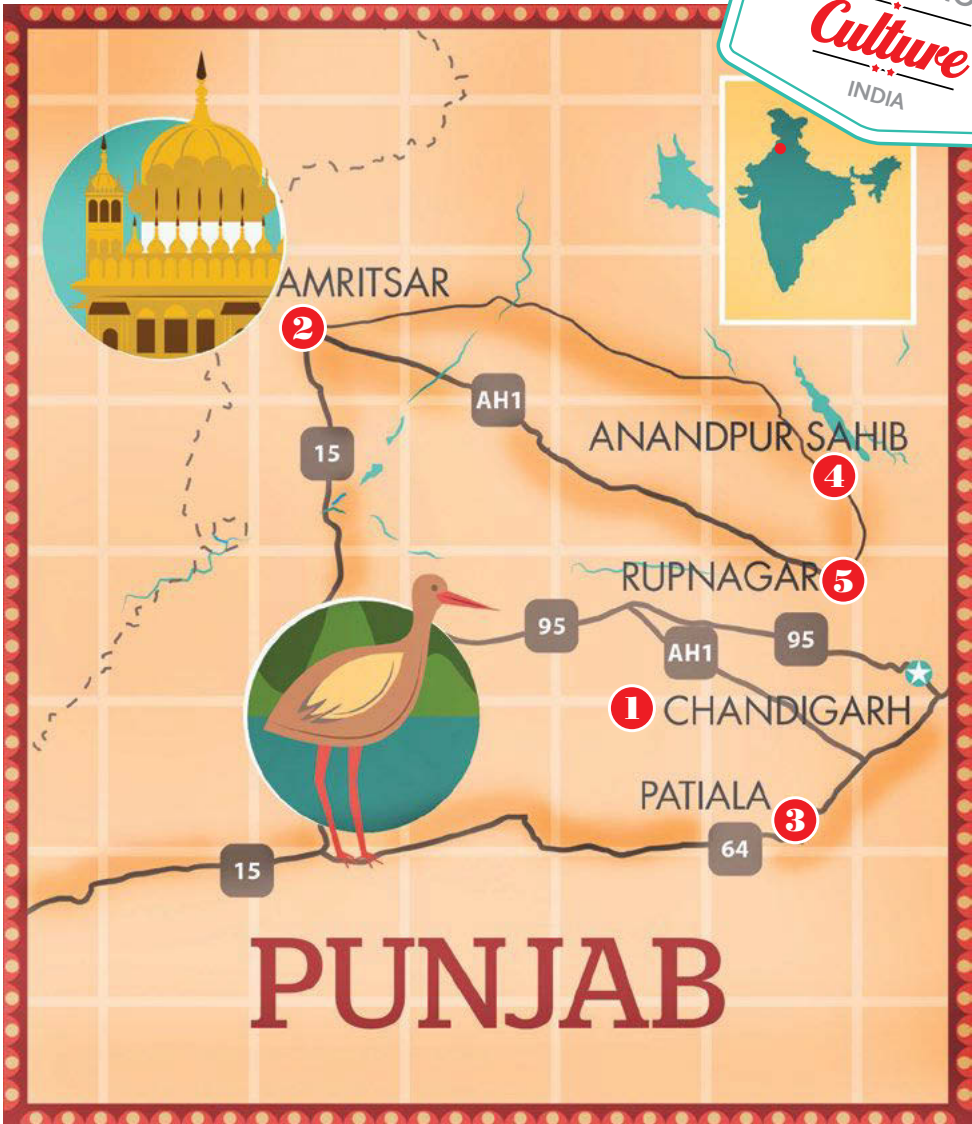 Culture
INDIA
AMRITSAR
2
AH1
15
ANANDPUR SAHIB
4
RUPNAGAR
5
95
95
AH1
1
CHANDIGARH
PATIALA
3
64
15
PUNJAB